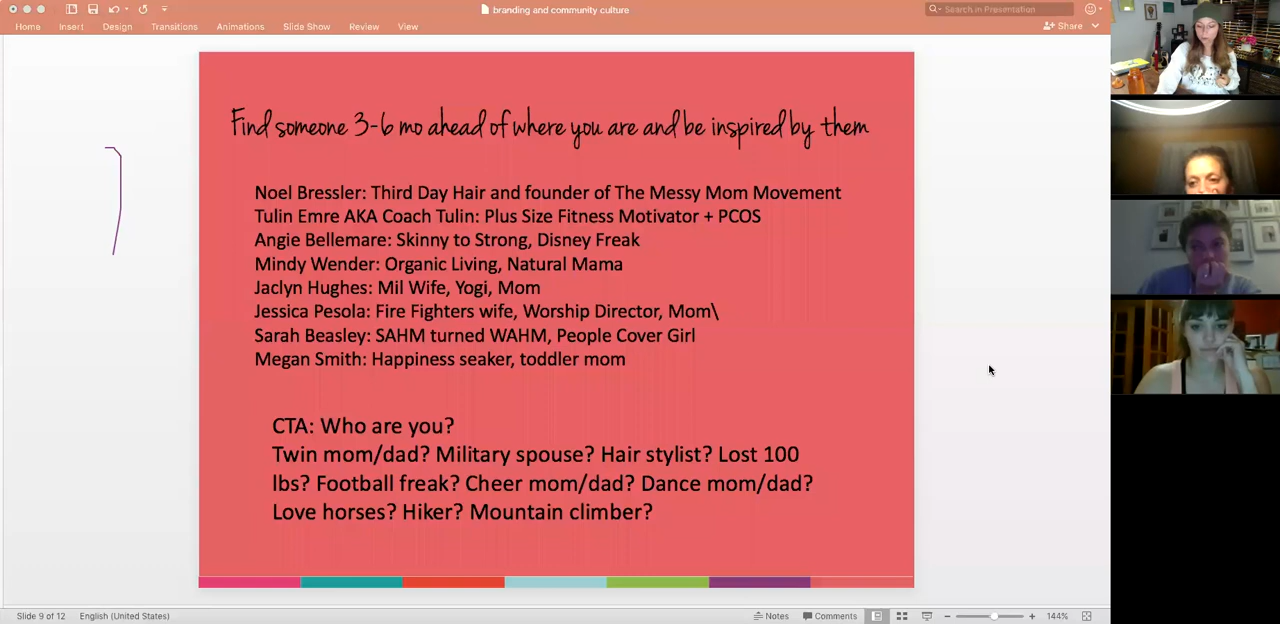 branding and community culture
Search in Presentation
Home Insert Design Transitions Animations Slide Show Review View
Share
Find someone 3-6 mo ahead of where you are and be inspired by them
Noel Bressler: Third Day Hair and founder of The Messy Mom Movement
Tulin Emre AKA Coach Tulin: Plus Size Fitness Motivator + PCOS
Angie Bellemare: Skinny to Strong, Disney Freak
Mindy Wender: Organic Living, Natural Mama
Jaclyn Hughes: Mil Wife, Yogi, Mom
Jessica Pesola: Fire Fighters wife, Worship Director, Mom\
Sarah Beasley: SAHM turned WAHM, People Cover Girl
Megan Smith: Happiness seaker, toddler mom
CTA: Who are you?
Twin mom/dad? Military spouse? Hair stylist? Lost 100
lbs? Football freak? Cheer mom/dad? Dance mom/dad?
Love horses? Hiker? Mountain climber?
Slide 9 of 12 English (United States) Notes Comments 144%